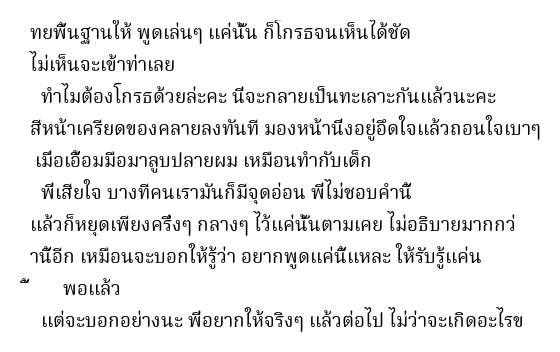 ทยพื้นฐานให้ พูดเล่นๆ แค่นั้น ก็โกรธจนเห็นได้ชัด
ไม่เห็นจะเข้าท่าเลย
ทำไมต้องโกรธด้วยล่ะคะ นี่จะกลายเป็นทะเลาะกันแล้วนะคะ
สีหน้าเครียดของคลายลงทันที มองหน้านึ่งอยู่อึดใจแล้วถอนใจเบาๆ
เมื่อเอื้อมมือมาลูบปลายผม เหมือนทำกับเด็ก
พี่เสียใจ บางทีคนเรามันก็มีจุดอ่อน พี่ไม่ชอบคำนี้
แล้วก็หยุดเพียงครึ่งๆ กลางๆ ไว้แค่นั้นตามเคย ไม่อธิบายมากกว่
านี้อีก เหมือนจะบอกให้รู้ว่า อยากพูดแค่นี้แหละ ให้รับรู้แค่น
ี้ พอแล้ว
แต่จะบอกอย่างนะ พี่อยากให้จริงๆ แล้วต่อไป ไม่ว่าจะเกิดอะไรข